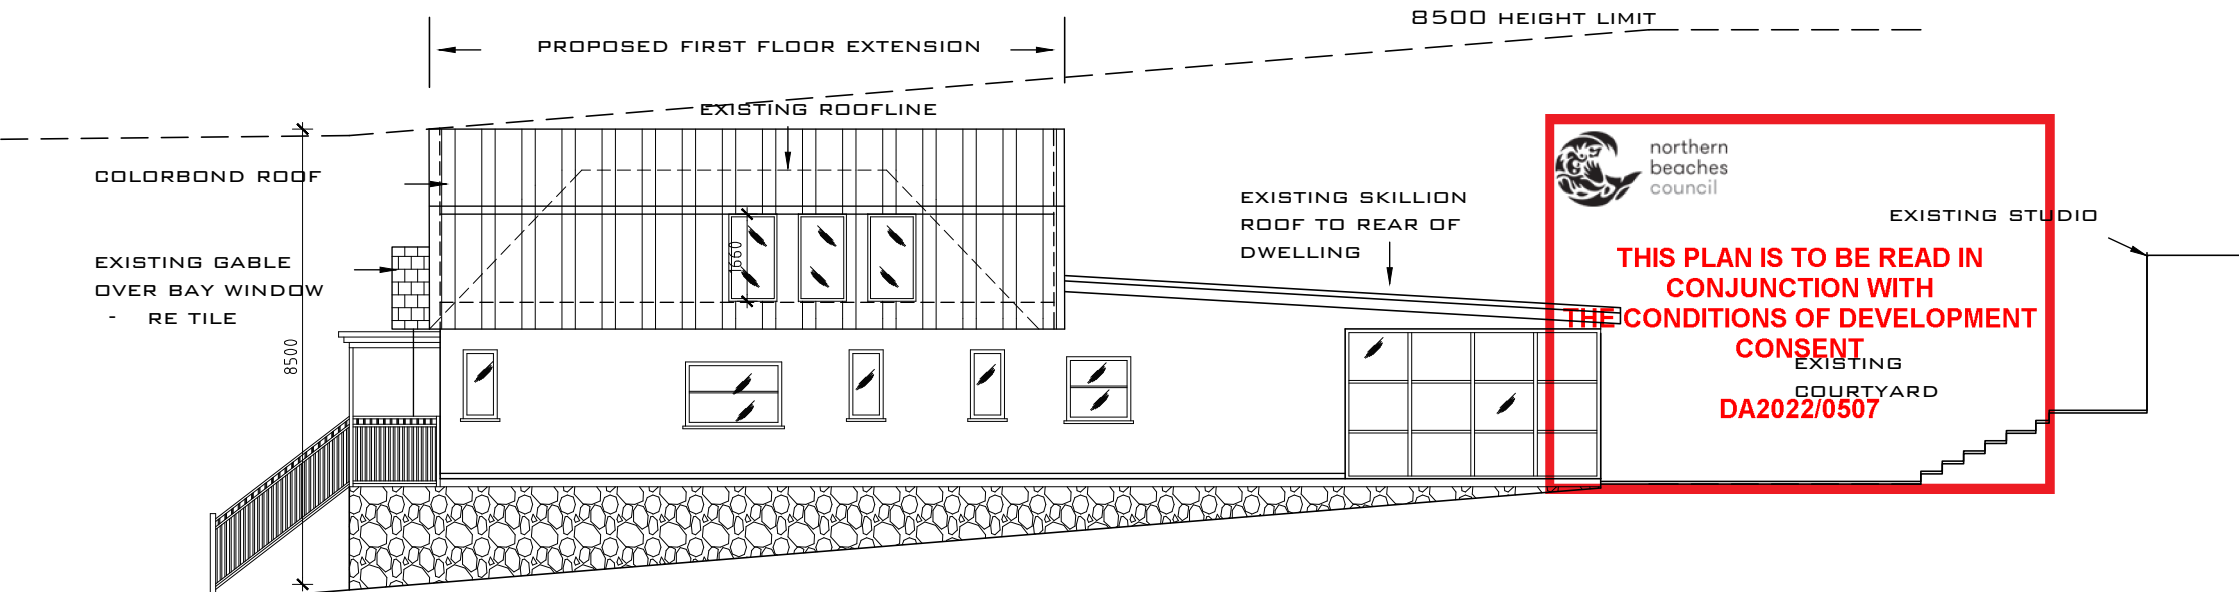 8500 HEIGHT LIMIT
PROPOSED FIRST FLOOR EXTENSION
EXISTING ROOFLINE
COLORBOND ROOF
EXISTING GABLE
OVER BAY WINDOW
- RE TILE
8500
1660
EXISTING SKILLION
ROOF TO REAR OF
DWELLING
northern
beaches
council
EXISTING STUDIO
THIS PLAN IS TO BE READ IN
CONJUNCTION WITH
THE CONDITIONS OF DEVELOPMENT
CONSENT
EXISTING
COURTYARD
DA2022/0507